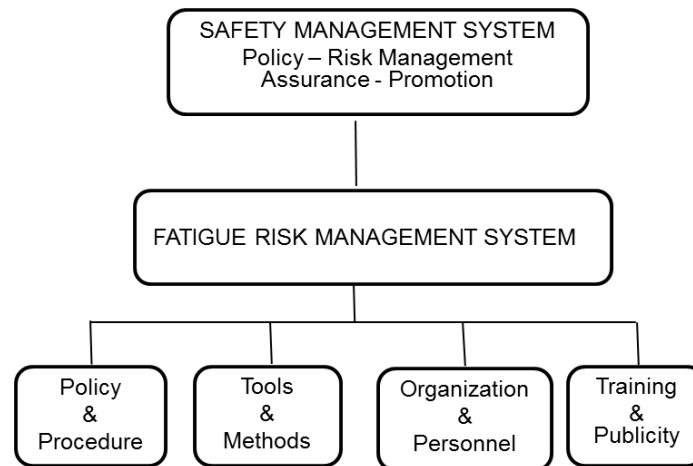 SAFETY MANAGEMENT SYSTEM
Policy – Risk Management
Assurance - Promotion
FATIGUE RISK MANAGEMENT SYSTEM
Policy
&
Procedure
Tools
&
Methods
Organization
&
Personnel
Training
&
Publicity